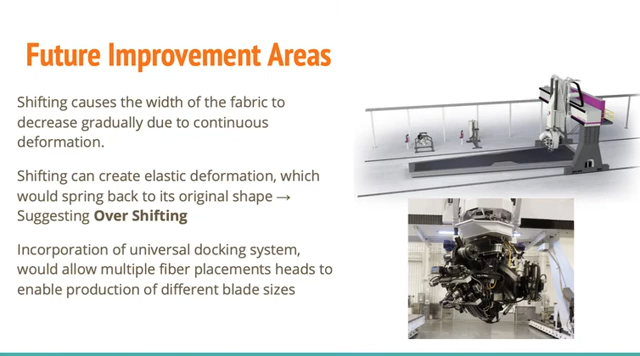 Future Improvement Areas
Shifting causes the width of the fabric to
decrease gradually due to continuous
deformation.
Shifting can create elastic deformation, which
would spring back to its original shape →
Suggesting Over Shifting
Incorporation of universal docking system,
would allow multiple fiber placements heads to
enable production of different blade sizes